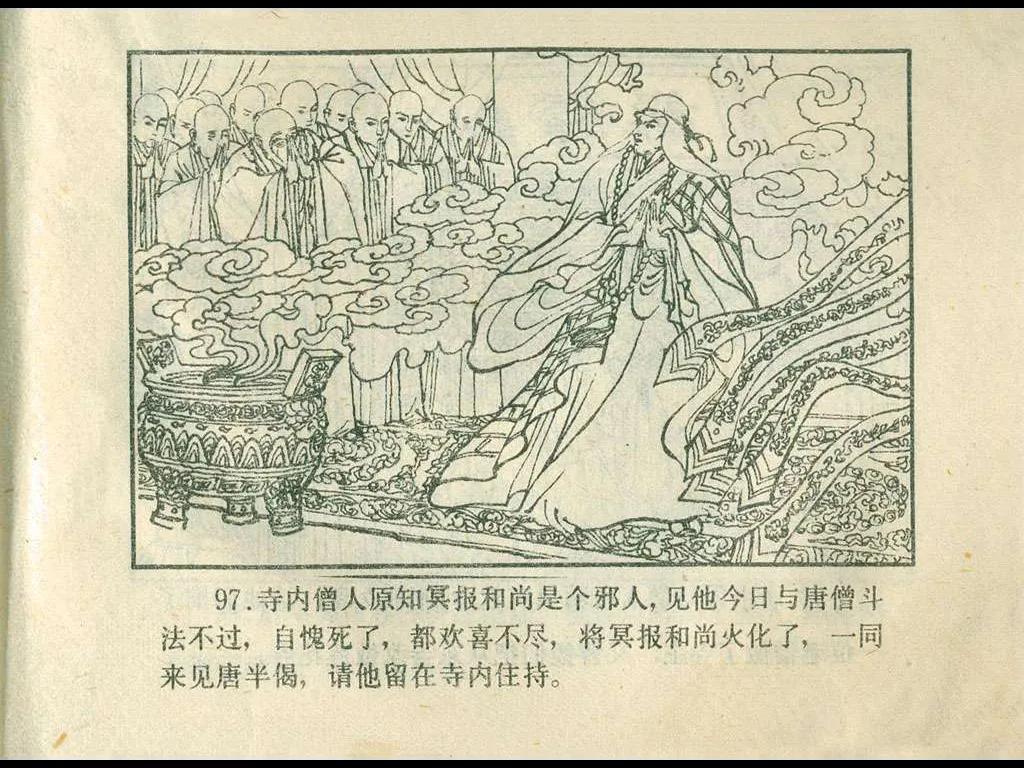 97.寺内僧人原知冥报和尚是个邪人，见他今日与唐僧斗
法不过，自愧死了，都欢喜不尽，将冥报和尚火化了，一同
来见唐半偈，请他留在寺内住持。